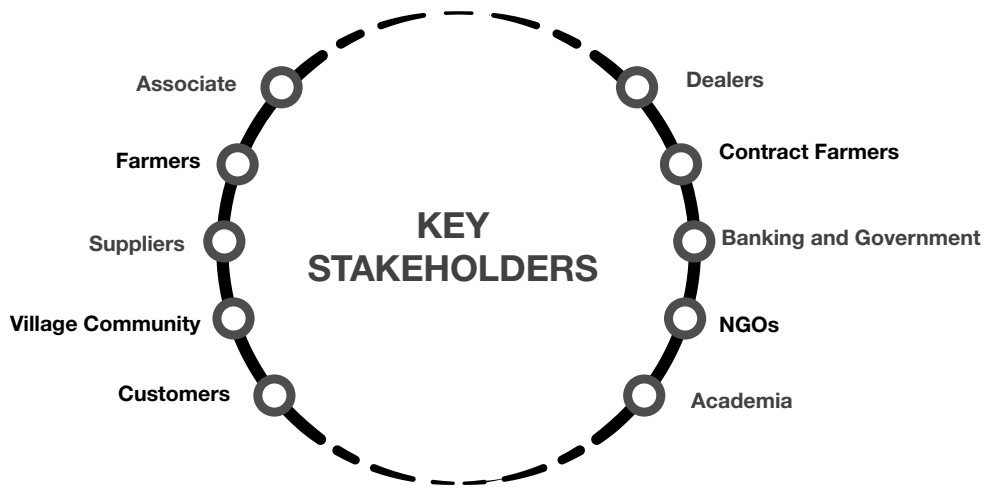 Associate
Farmers
Suppliers
Village Community
Customers
KEY
STAKEHOLDERS
Dealers
Contract Farmers
Banking and Government
NGOs
Academia